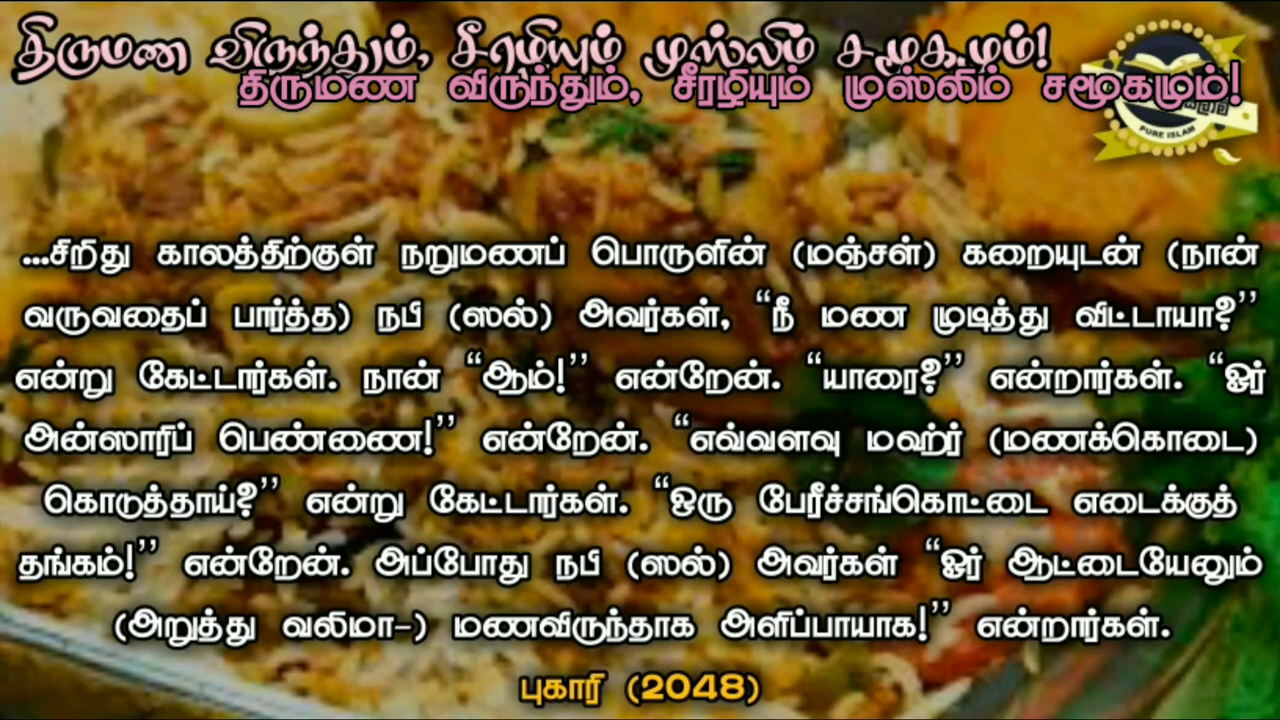 திருமண விருந்தும், சீரழியும் முஸ்லிம் சமூகமும்!
திருமண விருந்தும், சீரழியும் முஸ்லிம் சமூகமும்!
PURE ISLAM
...சிறிது காலத்திற்குள் நறுமணப் பொருளின் (மஞ்சள்) கறையுடன் (நான்
வருவதைப் பார்த்த) நபி (ஸல்) அவர்கள், “நீ மண முடித்து விட்டாயா?’’
என்று கேட்டார்கள். நான் “ஆம்!’’ என்றேன். “யாரை?’’ என்றார்கள். “ஓர்
அன்ஸாரிப் பெண்ணை!’’ என்றேன். “எவ்வளவு மஹ்ர் (மணக்கொடை)
கொடுத்தாய்?’’ என்று கேட்டார்கள். “ஒரு பேரீச்சங்கொட்டை எடைக்குத்
தங்கம்!’’ என்றேன். அப்போது நபி (ஸல்) அவர்கள் “ஓர் ஆட்டையேனும்
(அறுத்து வலிமா-) மணவிருந்தாக அளிப்பாயாக!’’ என்றார்கள்.
புகாரி (2048)